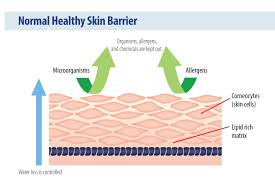 Normal Healthy Skin Barrier
Organisms, allergens,
and chemicals are kept out.
Microorganisms
Allergens
Corneocytes
(skin cells)
Lipid rich
matrix
Water loss is controlled